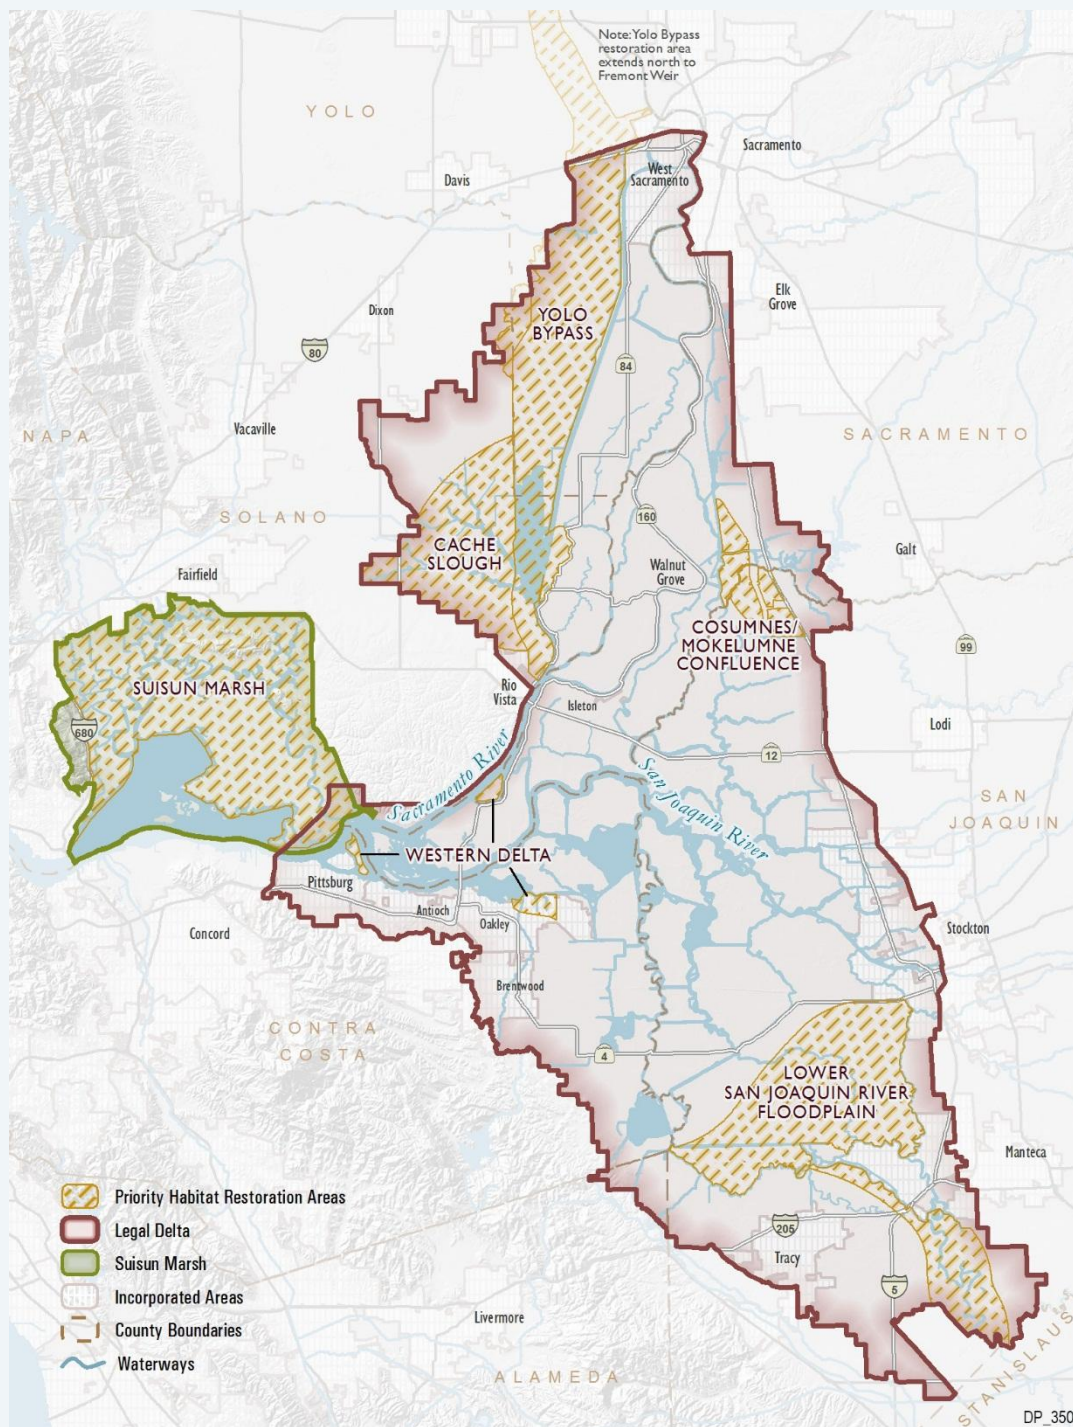 Note: Yolo Bypass
restoration area
extends north to
Fremont Weir
YOLO
Sacramento
West
Sacramento
Davis
Elk
Grove
Dixon
YOLO
BYPASS
80
84
NAPA
Vacaville
SACRAMENTO
SOLANO
160
CACHE
SLOUGH
Galt
Walnut
Grove
Fairfield
COSUMNES/
MOKELUMNE
CONFLUENCE
99
SUISUN MARSH
Rio
Vista
Isleton
680
Lodi
12
Sacramento River
San Joaquin River
SAN
JOAQUIN
WESTERN DELTA
Pittsburg
Antioch
Oakley
Concord
Stockton
Brentwood
CONTRA
COSTA
4
LOWER
SAN JOAQUIN RIVER
FLOODPLAIN
Manteca
205
Tracy
5
Livermore
ALAMEDA
STANISLAUS
Priority Habitat Restoration Areas
Legal Delta
Suisun Marsh
Incorporated Areas
County Boundaries
Waterways
DP_350